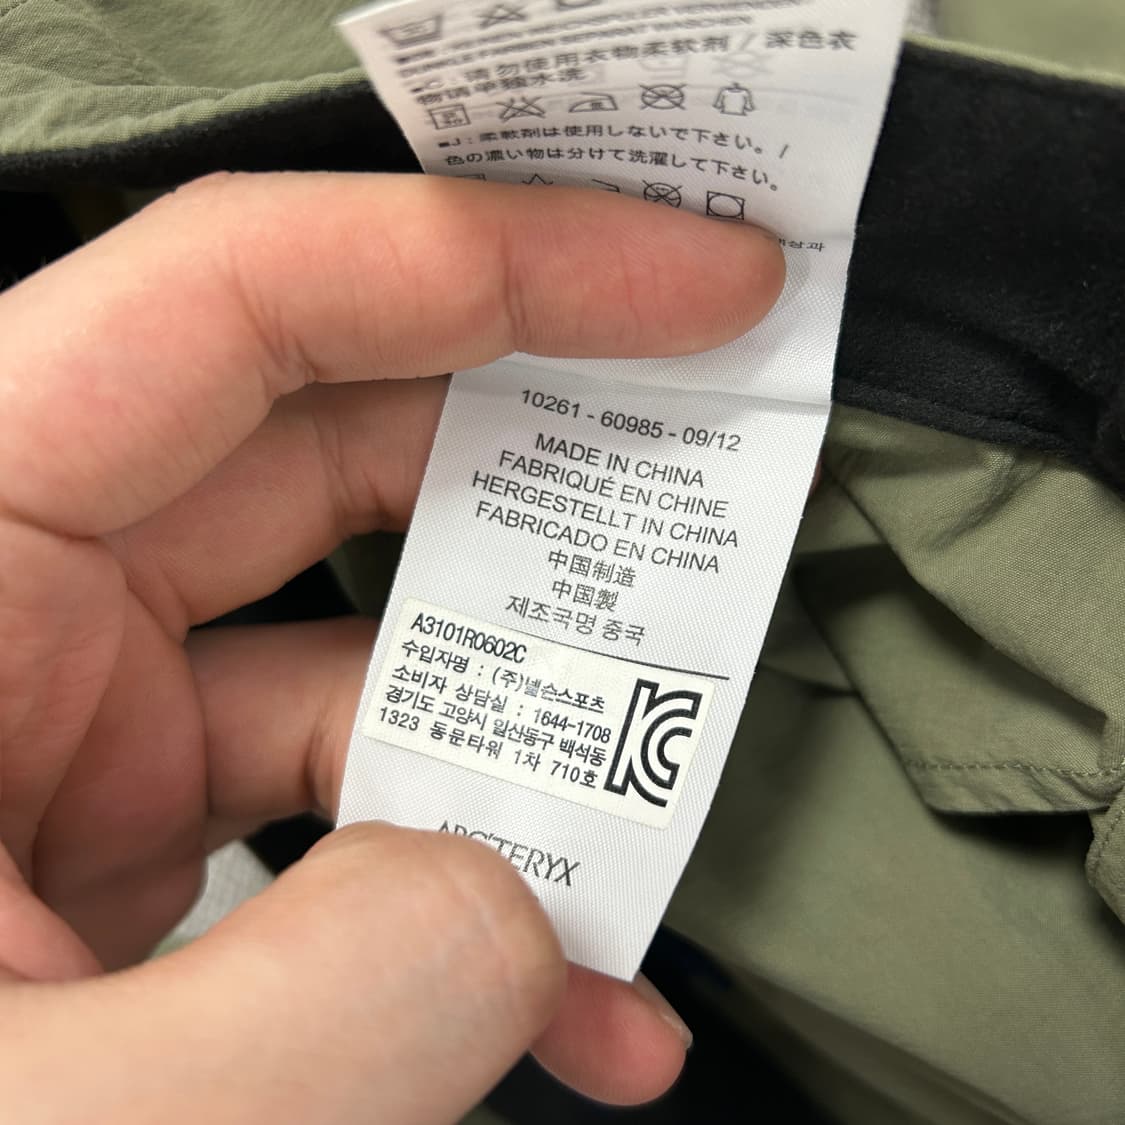 ■C：请勿使用衣物柔软剂 / 深色衣
物请单独水洗
■J：柔軟剤は使用しないで下さい。/
色の濃い物は分けて洗濯して下さい。
10261 - 60985 - 09/12
MADE IN CHINA
FABRIQUÉ EN CHINE
HERGESTELLT IN CHINA
FABRICADO EN CHINA
中国制造
中国製
제조국명 중국
A3101R0602C
수입자명 : (주)넬슨스포츠
소비자 상담실 : 1644-1708
경기도 고양시 일산동구 백석동
1323 동문타워 1차 710호
ARC'TERYX